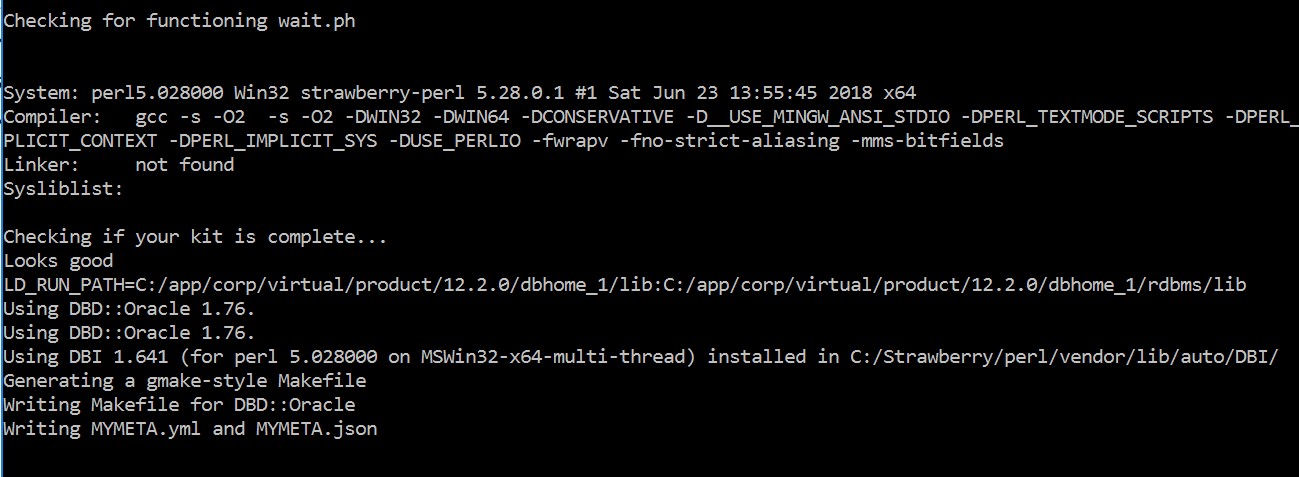 Checking for functioning wait.ph
System: perl5.028000 Win32 strawberry-perl 5.28.0.1 #1 Sat Jun 23 13:55:45 2018 x64
Compiler:   gcc -s -O2  -s -O2 -DWIN32 -DWIN64 -DCONSERVATIVE -D__USE_MINGW_ANSI_STDIO -DPERL_TEXTMODE_SCRIPTS -DPERL_
PLICIT_CONTEXT -DPERL_IMPLICIT_SYS -DUSE_PERLIO -fwrapv -fno-strict-aliasing -mms-bitfields
Linker:     not found
Sysliblist:
Checking if your kit is complete...
Looks good
LD_RUN_PATH=C:/app/corp/virtual/product/12.2.0/dbhome_1/lib:C:/app/corp/virtual/product/12.2.0/dbhome_1/rdbms/lib
Using DBD::Oracle 1.76.
Using DBD::Oracle 1.76.
Using DBI 1.641 (for perl 5.028000 on MSWin32-x64-multi-thread) installed in C:/Strawberry/perl/vendor/lib/auto/DBI/
Generating a gmake-style Makefile
Writing Makefile for DBD::Oracle
Writing MYMETA.yml and MYMETA.json